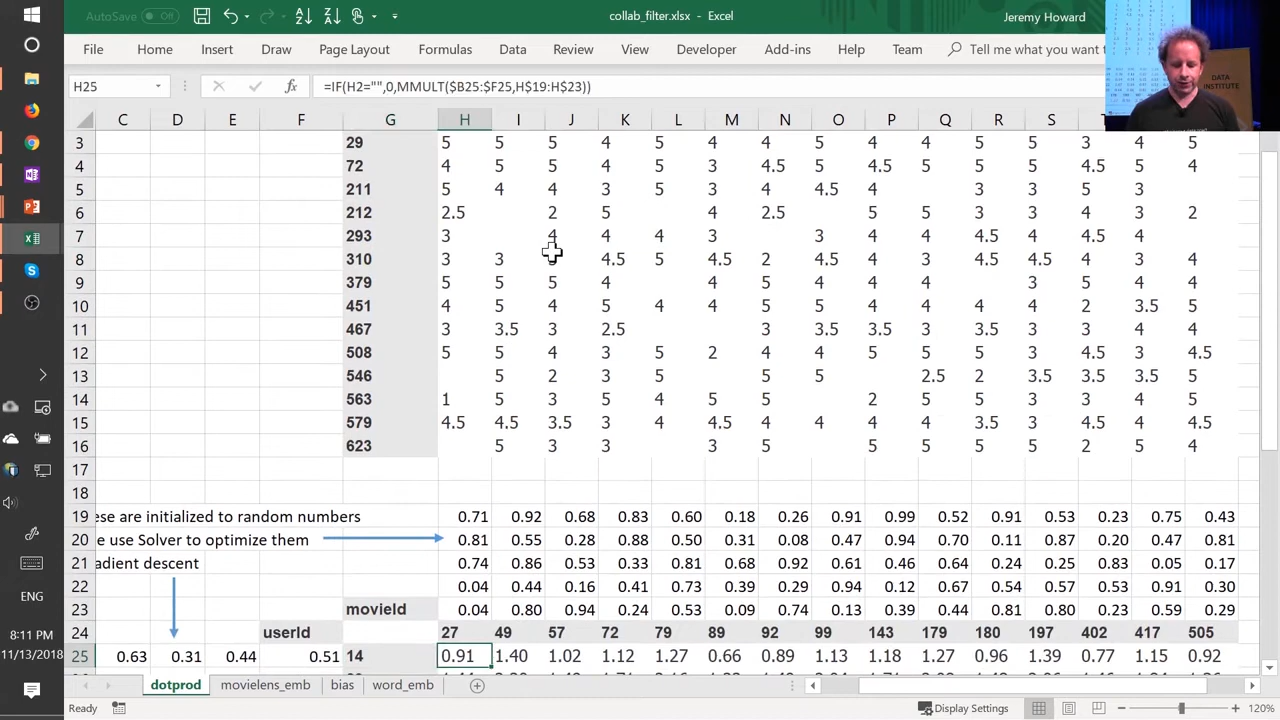 AutoSave Off collab_filter.xlsx - Excel Jeremy Howard
File Home Insert Draw Page Layout Formulas Data Review View Developer Add-ins Help Team Tell me what you want
DATA
INSTITUTE
H25 fx =IF(H2="",0,MMULT($B25:$F25,H$19:H$23))
C D E F G H I J K L M N O P Q R S
3 29 5 5 5 4 5 4 4 5 4 4 5 5 3 4 5
4 72 4 5 5 4 5 3 4.5 5 4.5 5 5 5 4.5 5 4
5 211 5 4 4 3 5 3 4 4.5 4 3 3 5 3
6 212 2.5 2 5 4 2.5 5 5 3 3 4 3 2
7 293 3 4 4 4 3 3 4 4 4.5 4 4.5 4
8 310 3 3 4.5 5 4.5 2 4.5 4 3 4.5 4.5 4 3 4
9 379 5 5 5 4 4 5 4 4 4 3 5 4 4
10 451 4 5 4 5 4 4 5 5 4 4 4 4 2 3.5 5
11 467 3 3.5 3 2.5 3 3.5 3.5 3 3.5 3 3 4 4
12 508 5 5 4 3 5 2 4 4 5 5 5 3 4.5 3 4.5
13 546 5 2 3 5 5 5 2.5 2 3.5 3.5 3.5 5
14 563 1 5 3 5 4 5 5 2 5 5 3 3 4 5
15 579 4.5 4.5 3.5 3 4 4.5 4 4 4 4 3.5 3 4.5 4 4.5
16 623 5 3 3 3 5 5 5 5 5 2 5 4
17
18
19 ese are initialized to random numbers 0.71 0.92 0.68 0.83 0.60 0.18 0.26 0.91 0.99 0.52 0.91 0.53 0.23 0.75 0.43
20 e use Solver to optimize them 0.81 0.55 0.28 0.88 0.50 0.31 0.08 0.47 0.94 0.70 0.11 0.87 0.20 0.47 0.81
21 adient descent 0.74 0.86 0.53 0.33 0.81 0.68 0.92 0.61 0.46 0.64 0.24 0.25 0.83 0.05 0.17
22 0.04 0.44 0.16 0.41 0.73 0.39 0.29 0.94 0.12 0.67 0.54 0.57 0.53 0.91 0.30
23 movieId 0.04 0.80 0.94 0.24 0.53 0.09 0.74 0.13 0.39 0.44 0.81 0.80 0.23 0.59 0.29
24 userId 27 49 57 72 79 89 92 99 143 179 180 197 402 417 505
25 0.63 0.31 0.44 0.51 14 0.91 1.40 1.02 1.12 1.27 0.66 0.89 1.13 1.18 1.27 0.96 1.39 0.77 1.15 0.92
dotprod movielens_emb bias word_emb
Ready Display Settings 120%
ENG
8:11 PM
11/13/2018